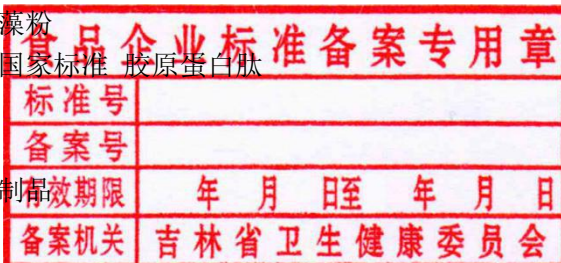 藻粉
食品企业标准备案专用章
国家标准 胶原蛋白肽
标准号
备案号
制品
有效期限 年 月 日至 年 月 日
备案机关 吉林省卫生健康委员会